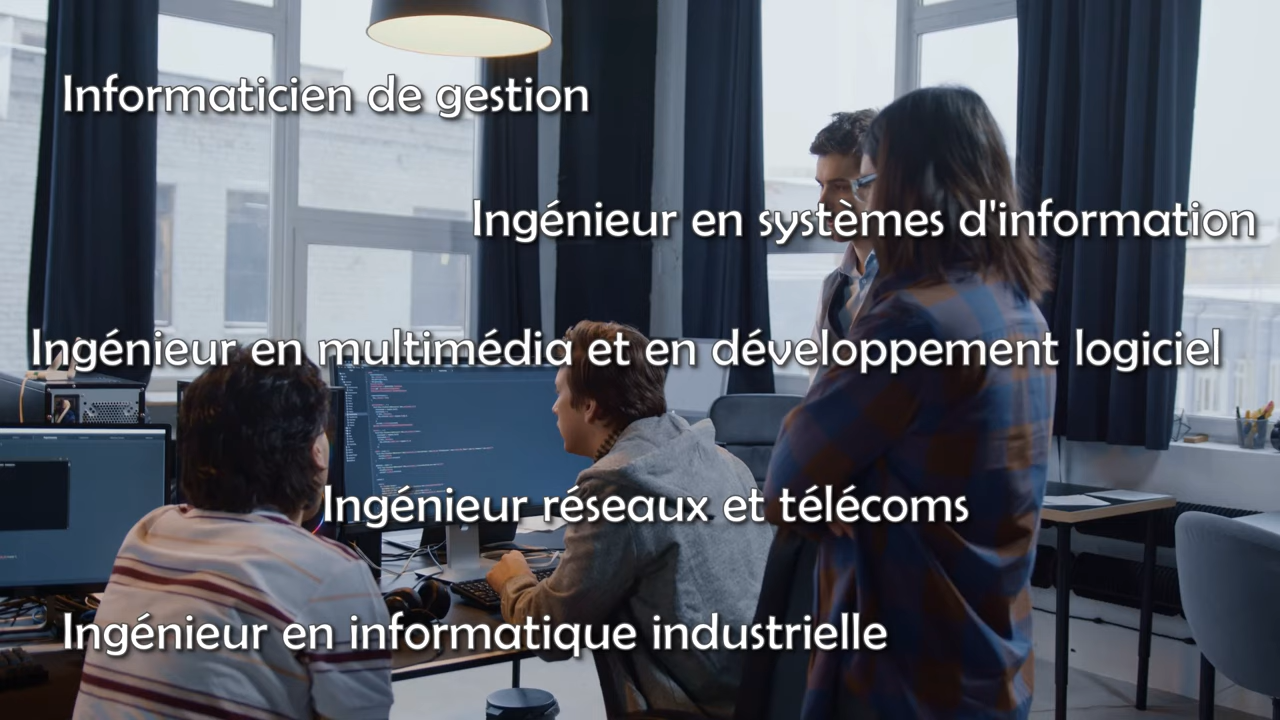 Informaticien de gestion
Ingénieur en systèmes d'information
Ingénieur en multimédia et en développement logiciel
Ingénieur réseaux et télécoms
Ingénieur en informatique industrielle